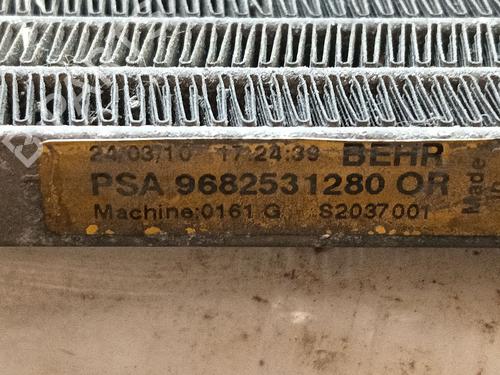 24/03/10 17:24:39 BEHR
PSA 9682531280 OR
Machine:0161 G S2037001
Made